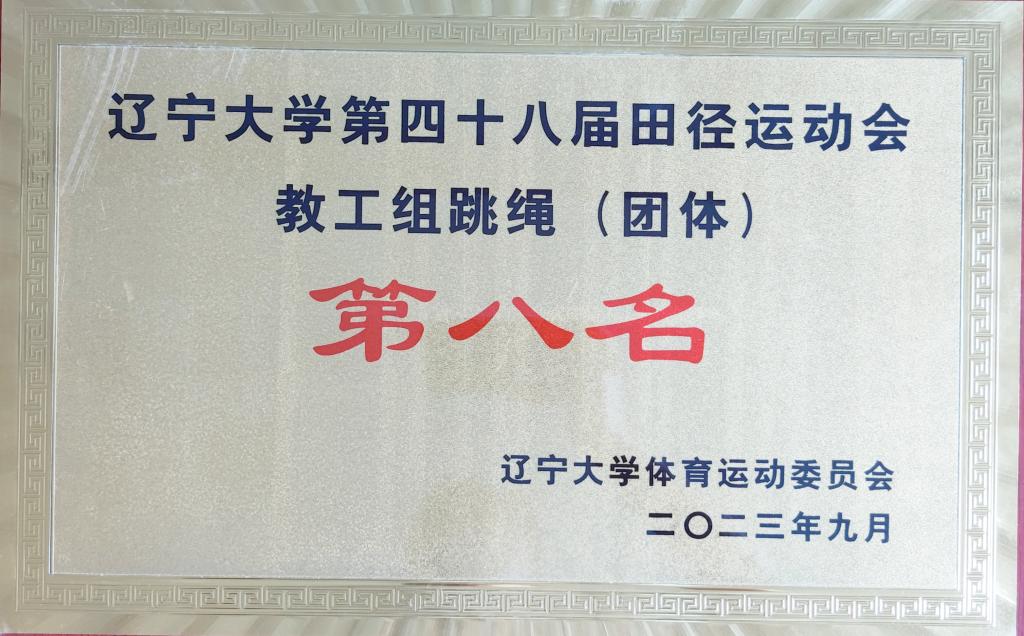 辽宁大学第四十八届田径运动会
教工组跳绳（团体）
第八名
辽宁大学体育运动委员会
二〇二三年九月